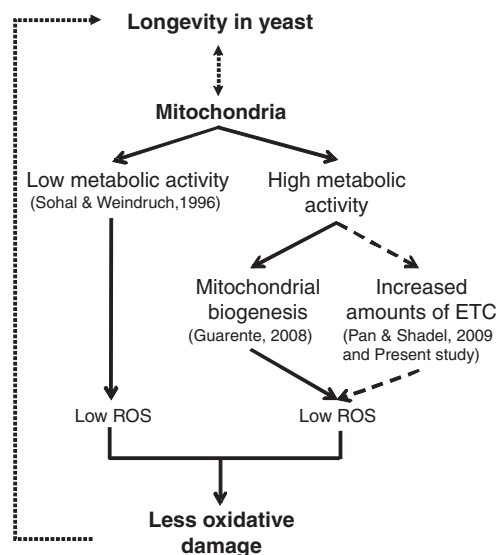 Longevity in yeast
Mitochondria
Low metabolic activity
(Sohal & Weindruch,1996)
High metabolic
activity
Mitochondrial
biogenesis
(Guarente, 2008)
Increased
amounts of ETC
(Pan & Shadel, 2009
and Present study)
Low ROS
Low ROS
Less oxidative
damage